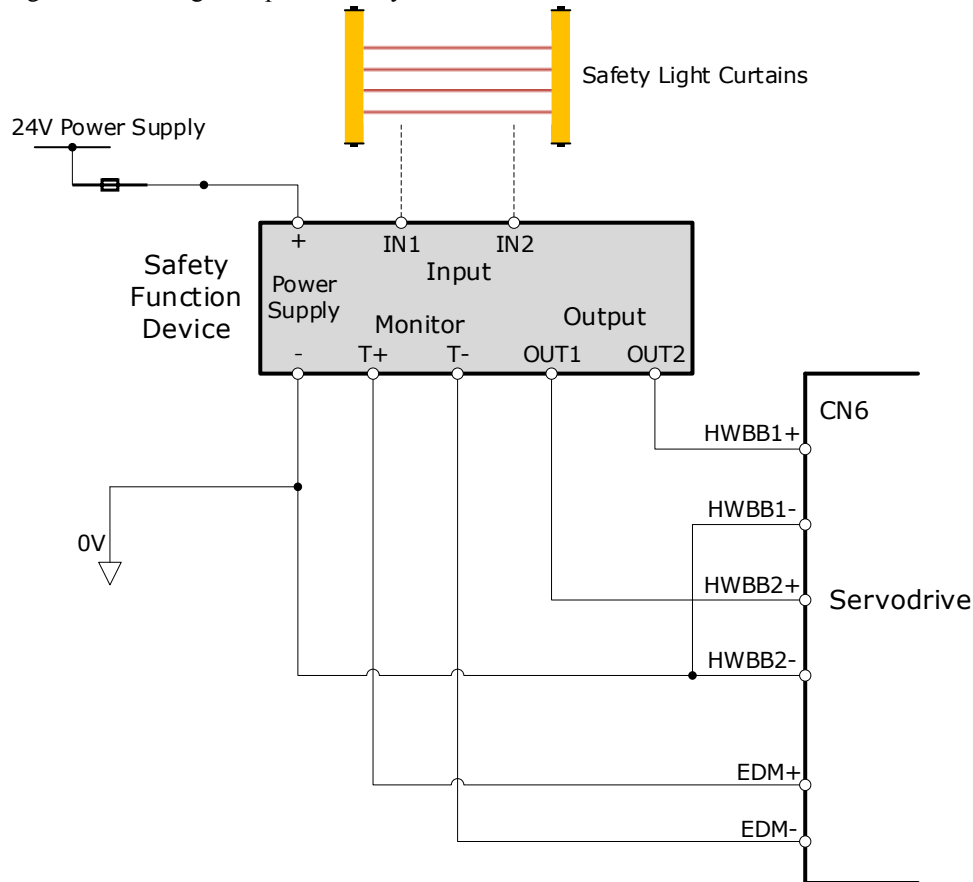 Safety Light Curtains
24V Power Supply
+
IN1
IN2
Input
Safety
Function
Device
Power
Supply
Monitor
Output
-
T+
T-
OUT1
OUT2
CN6
HWBB1+
HWBB1-
0V
HWBB2+
Servodrive
HWBB2-
EDM+
EDM-